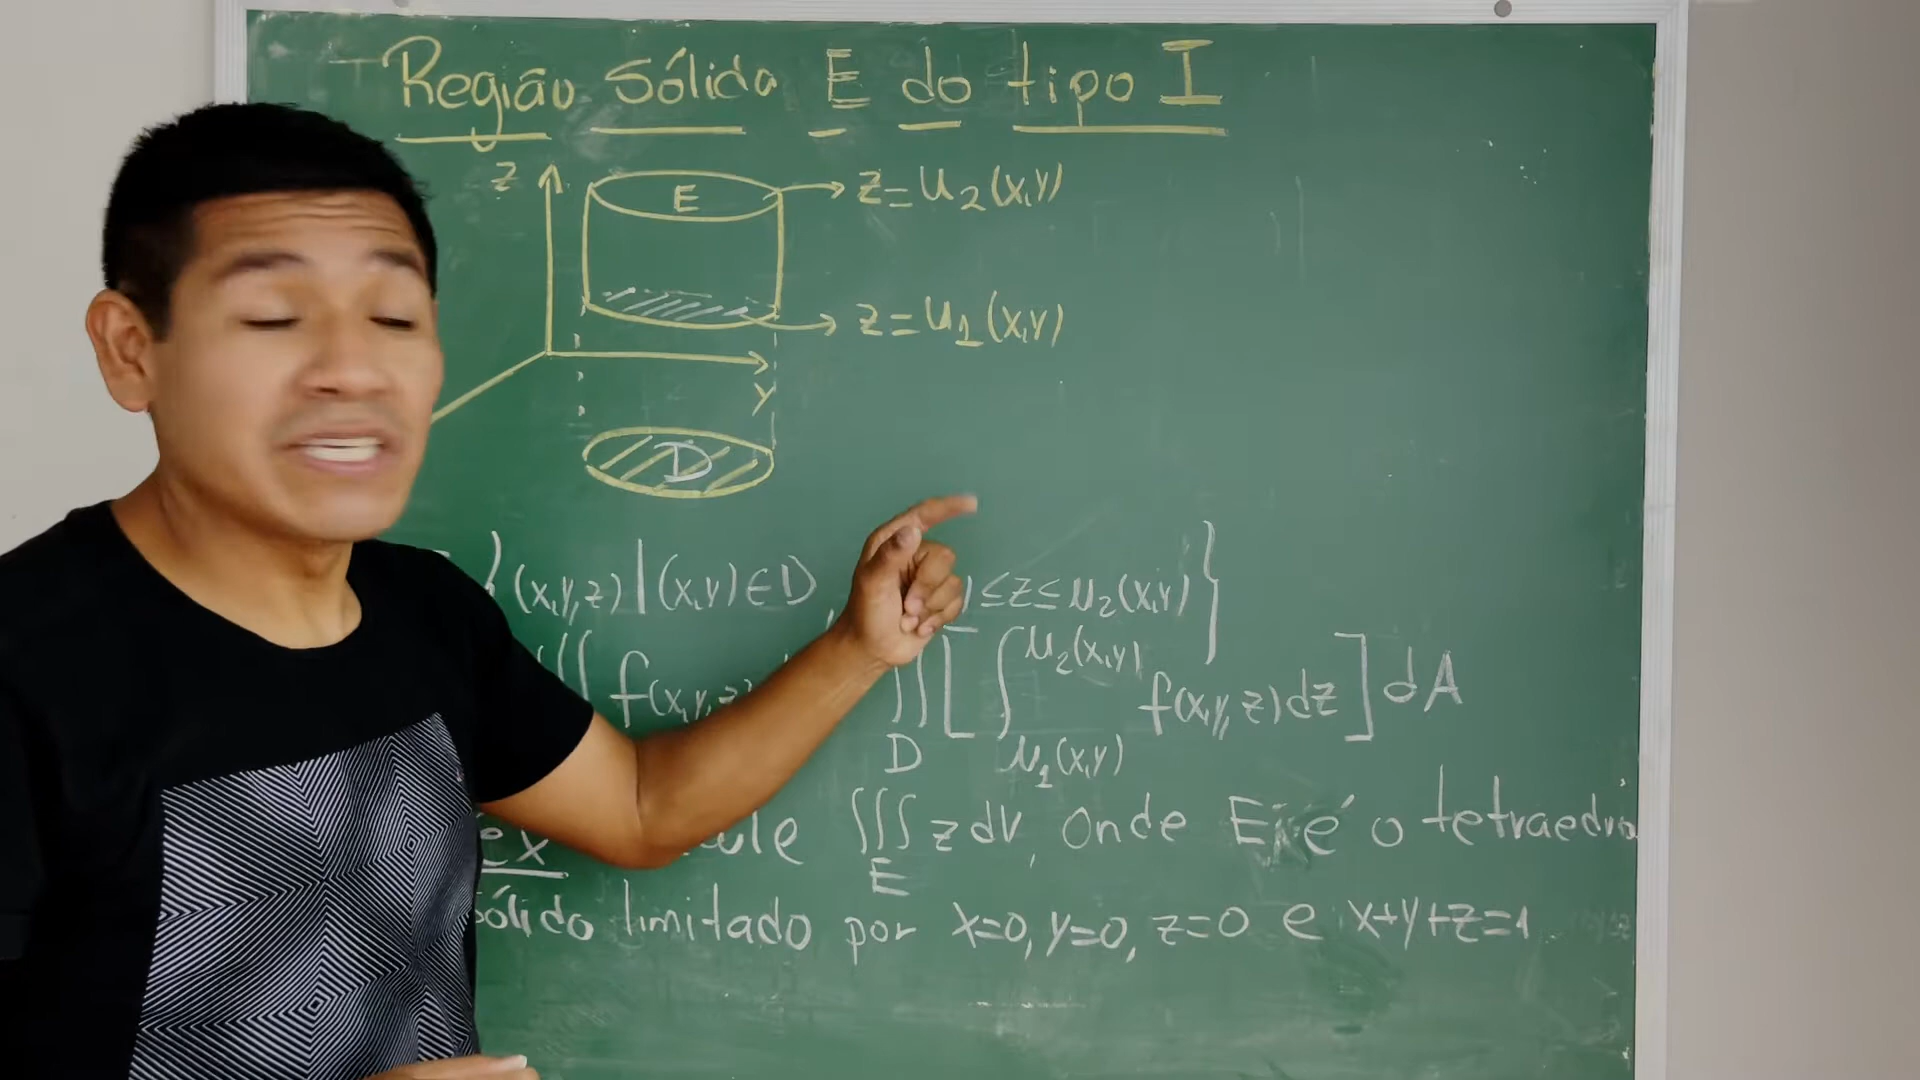 Região Sólida E do tipo I
z
E
z=u₂(x,y)
z=u₁(x,y)
y
D
{(x,y,z)|(x,y)∈D, ≤z≤u₂(x,y)}
∫∫ f(x,y,z) ∫∫ [∫ f(x,y,z)dz] dA
u₂(x,y)
D u₁(x,y)
ex ∫∫∫ z dV, onde E é o tetraedro
E
sólido limitado por x=0, y=0, z=0 e x+y+z=1